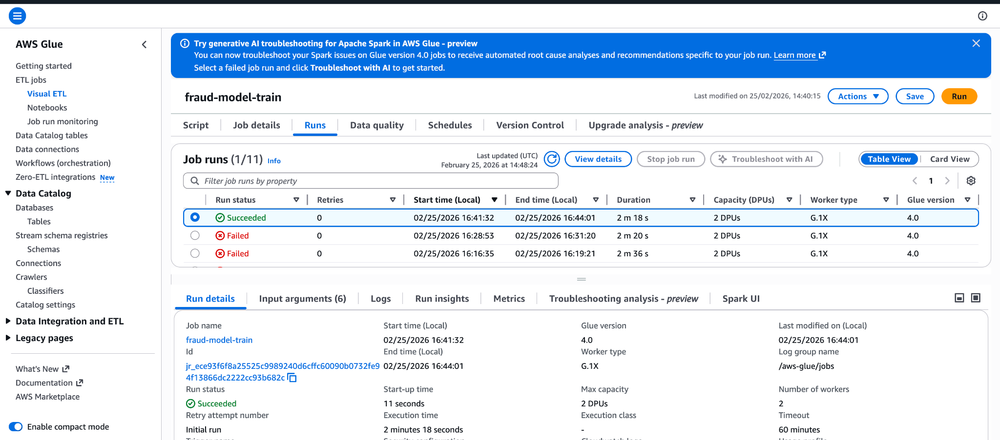 AWS Glue
Getting started
ETL jobs
Visual ETL
Notebooks
Job run monitoring
Data Catalog tables
Data connections
Workflows (orchestration)
Zero-ETL integrations New
Data Catalog
Databases
Tables
Stream schema registries
Schemas
Connections
Crawlers
Classifiers
Catalog settings
Data Integration and ETL
Legacy pages
What's New
Documentation
AWS Marketplace
Enable compact mode
Try generative AI troubleshooting for Apache Spark in AWS Glue - preview
You can now troubleshoot your Spark issues on Glue version 4.0 jobs to receive automated root cause analyses and recommendations specific to your job run. Learn more
Select a failed job run and click Troubleshoot with AI to get started.
fraud-model-train
Last modified on 25/02/2026, 14:40:15 Actions Save Run
Script Job details Runs Data quality Schedules Version Control Upgrade analysis - preview
Job runs (1/11) Info
Last updated (UTC)
February 25, 2026 at 14:48:24
View details Stop job run Troubleshoot with AI Table View Card View
Filter job runs by property
1
Run status Retries Start time (Local) End time (Local) Duration Capacity (DPUs) Worker type Glue version
Succeeded 0 02/25/2026 16:41:32 02/25/2026 16:44:01 2 m 18 s 2 DPUs G.1X 4.0
Failed 0 02/25/2026 16:28:53 02/25/2026 16:31:20 2 m 20 s 2 DPUs G.1X 4.0
Failed 0 02/25/2026 16:16:35 02/25/2026 16:19:21 2 m 36 s 2 DPUs G.1X 4.0
Run details Input arguments (6) Logs Run insights Metrics Troubleshooting analysis - preview Spark UI
Job name Start time (Local) Glue version Last modified on (Local)
fraud-model-train 02/25/2026 16:41:32 4.0 02/25/2026 16:44:01
Id End time (Local) Worker type Log group name
jr_ece93f6f8a25525c9989240d6cffc60090b0732fe9 02/25/2026 16:44:01 G.1X /aws-glue/jobs
4f13866dc2222cc93b682c
Run status Start-up time Max capacity Number of workers
Succeeded 11 seconds 2 DPUs 2
Retry attempt number Execution time Execution class Timeout
Initial run 2 minutes 18 seconds - 60 minutes